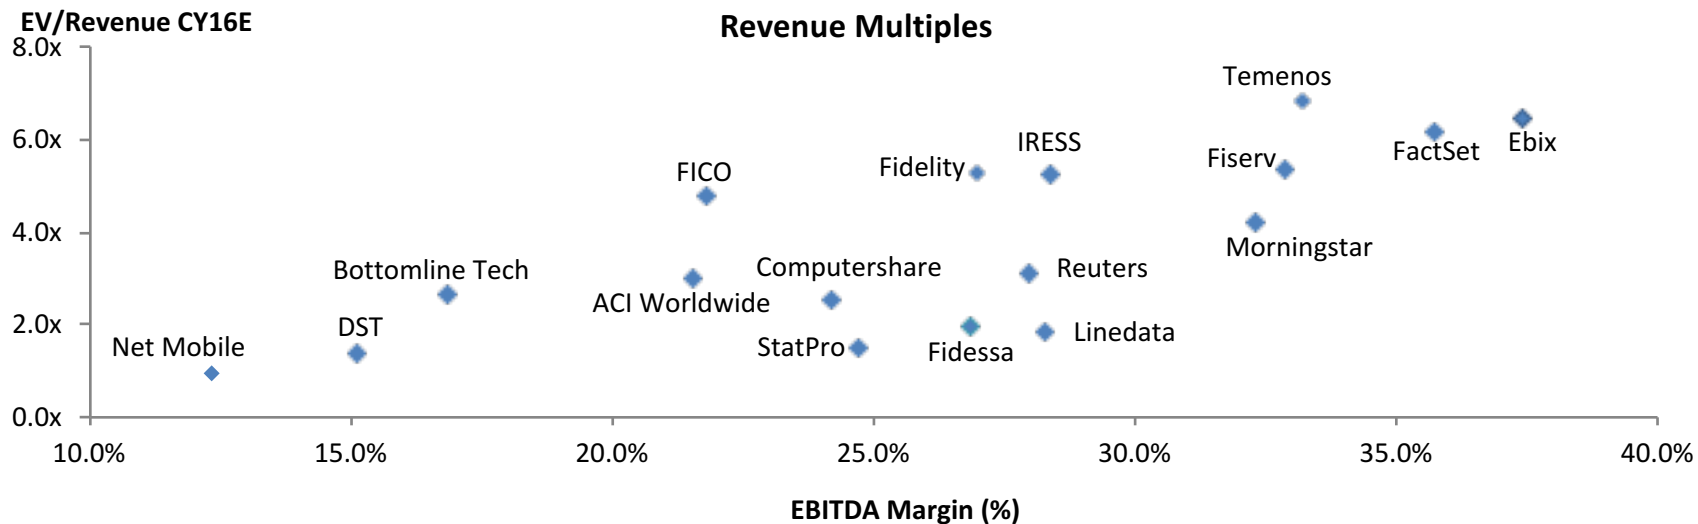 EV/Revenue CY16E
Revenue Multiples
8.0x
Temenos
6.0x
IRESS
Ebix
FactSet
Fiserv
Fidelity
FICO
4.0x
Morningstar
Computershare
Reuters
Bottomline Tech
ACI Worldwide
2.0x
DST
Linedata
Net Mobile
StatPro
Fidessa
0.0x
10.0%
15.0%
20.0%
25.0%
30.0%
35.0%
40.0%
EBITDA Margin (%)